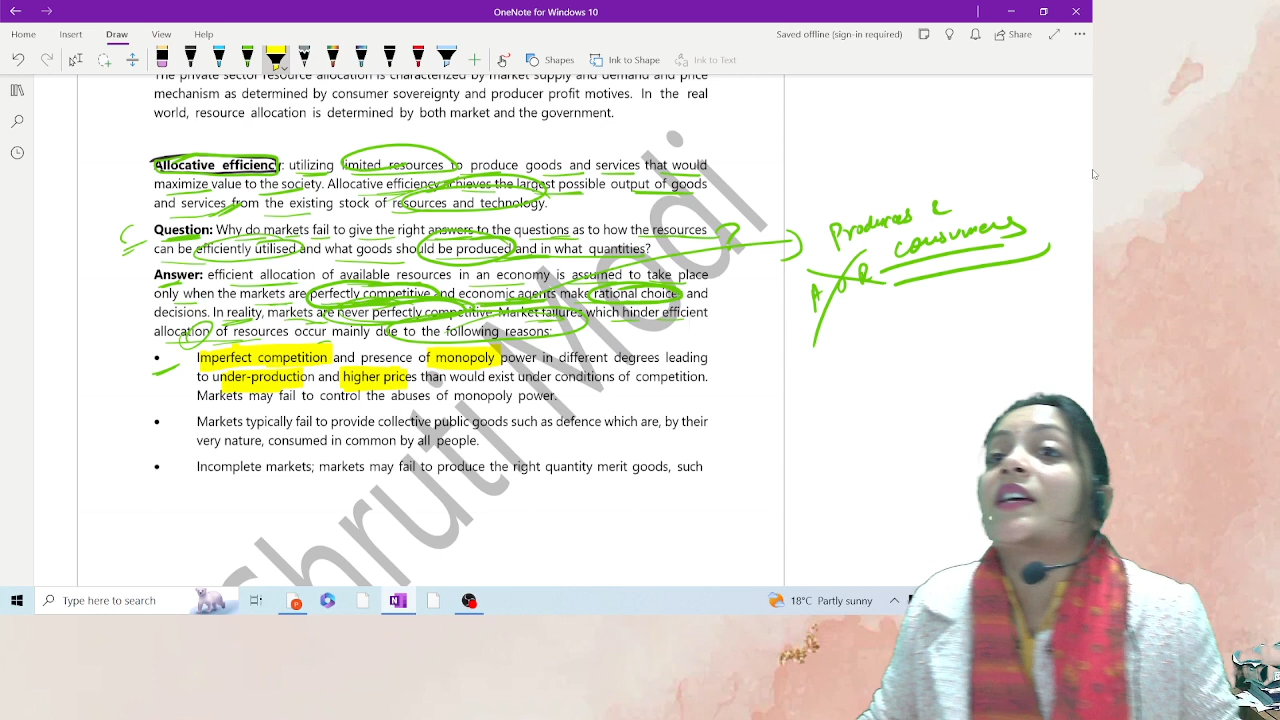 OneNote for Windows 10
Home Insert Draw View Help
Saved offline (sign-in required) Share
Shapes Ink to Shape Ink to Text
The private sector resource allocation is characterized by market supply and demand and price
mechanism as determined by consumer sovereignty and producer profit motives. In the real
world, resource allocation is determined by both market and the government.
Allocative efficiency: utilizing limited resources to produce goods and services that would
maximize value to the society. Allocative efficiency achieves the largest possible output of goods
and services from the existing stock of resources and technology.
Question: Why do markets fail to give the right answers to the questions as to how the resources
can be efficiently utilised and what goods should be produced and in what quantities?
Answer: efficient allocation of available resources in an economy is assumed to take place
only when the markets are perfectly competitive and economic agents make rational choice and
decisions. In reality, markets are never perfectly competitive. Market failures which hinder efficient
allocation of resources occur mainly due to the following reasons:
• Imperfect competition and presence of monopoly power in different degrees leading
to under-production and higher prices than would exist under conditions of competition.
Markets may fail to control the abuses of monopoly power.
• Markets typically fail to provide collective public goods such as defence which are, by their
very nature, consumed in common by all people.
• Incomplete markets; markets may fail to produce the right quantity merit goods, such
?
Consumers
A of R
shruti Modi
Type here to search
18°C Partly sunny